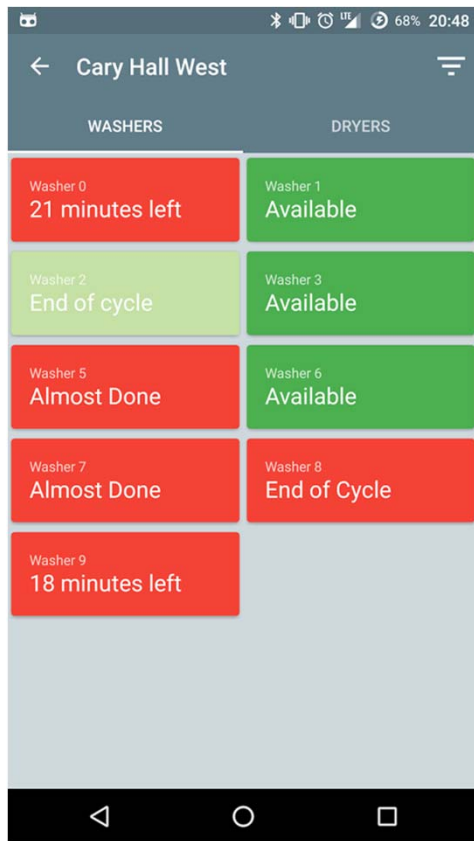 LTE 68% 20:48
Cary Hall West
WASHERS DRYERS
Washer 0
21 minutes left
Washer 1
Available
Washer 2
End of cycle
Washer 3
Available
Washer 5
Almost Done
Washer 6
Available
Washer 7
Almost Done
Washer 8
End of Cycle
Washer 9
18 minutes left